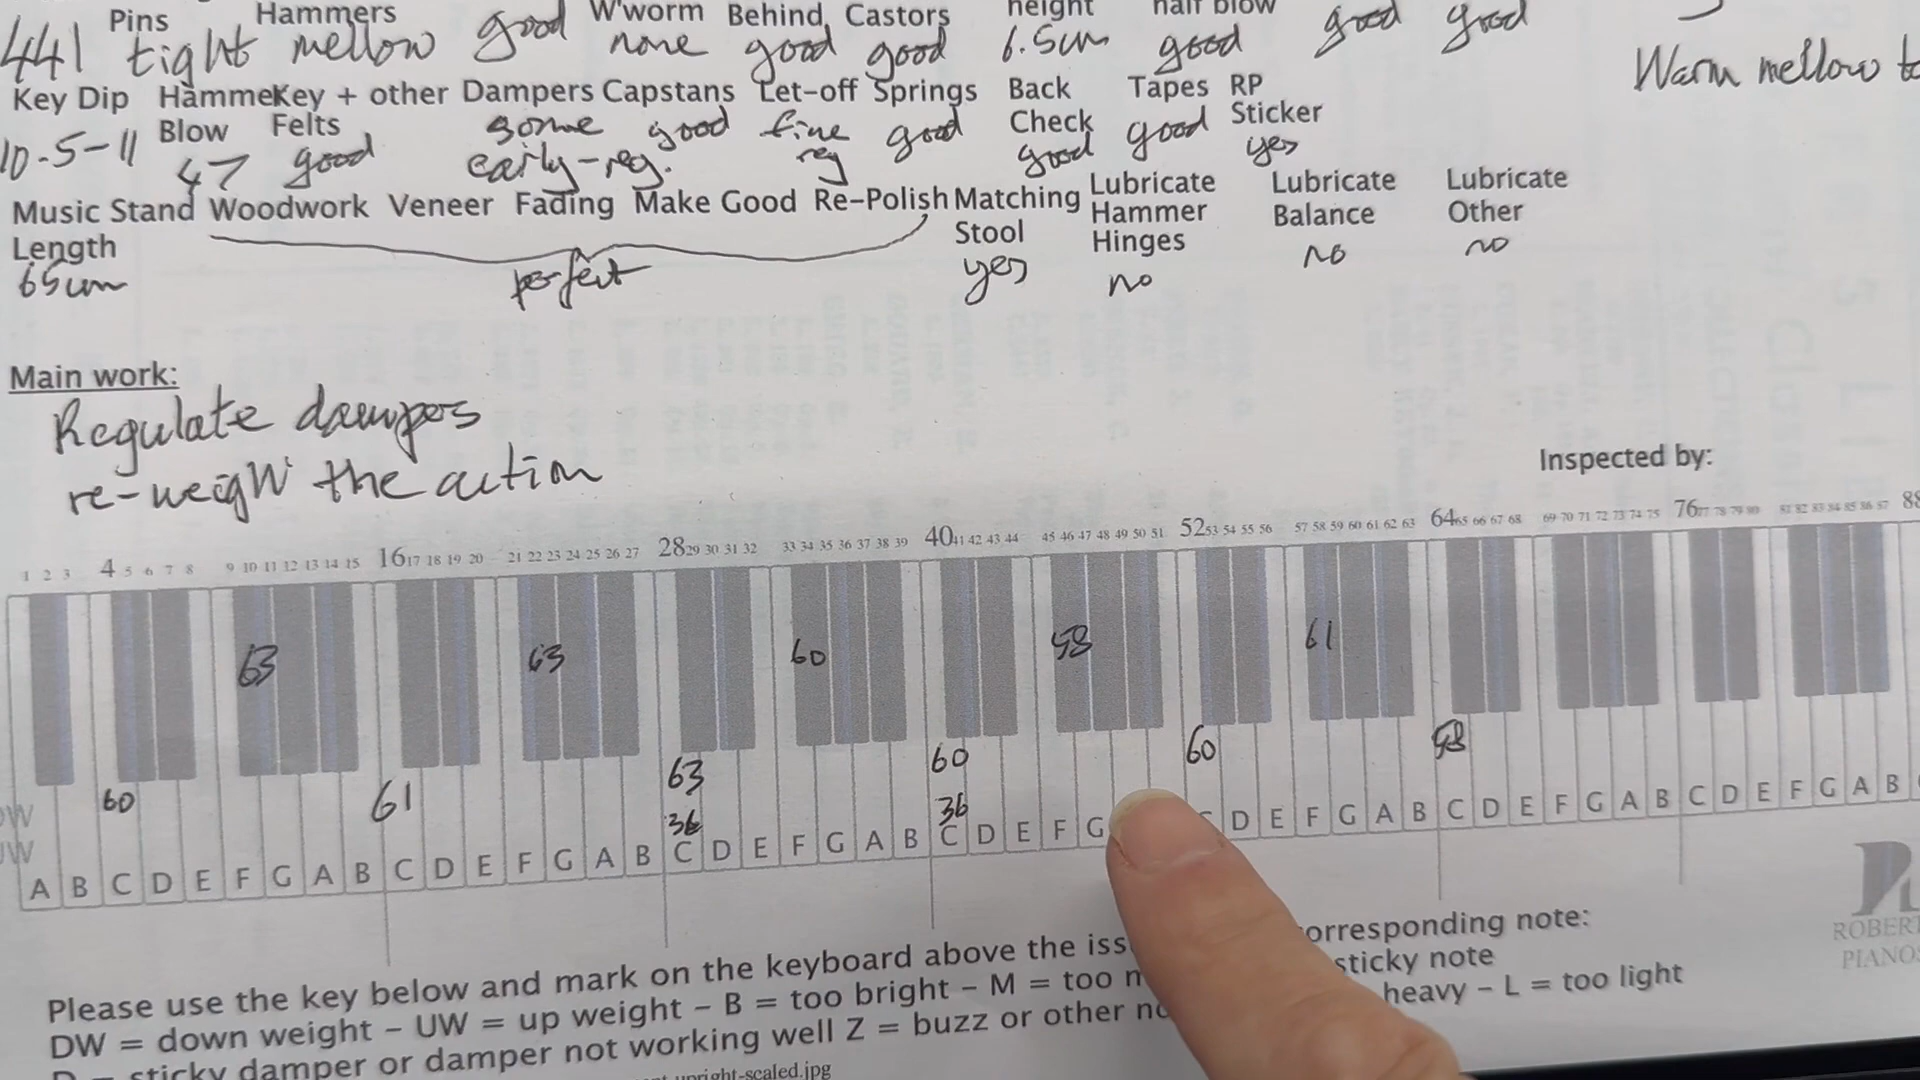 Pins Hammers W'worm Behind Castors height half blow
441 tight mellow good none good good 6.5cm good good good
Warm mellow
Key Dip Hammer Key + other Dampers Capstans Let-off Springs Back Tapes RP
Blow Felts Check Sticker
10.5-11 47 good some early-reg. good fine reg good good good yes
Music Stand Woodwork Veneer Fading Make Good Re-Polish Matching Lubricate Lubricate Lubricate
Length Stool Hammer Balance Other
Hinges
65cm perfect yes no no no
Main work:
Regulate dampers
re-weigh the action
Inspected by:
1 2 3 4 5 6 7 8 9 10 11 12 13 14 15 16 17 18 19 20 21 22 23 24 25 26 27 28 29 30 31 32 33 34 35 36 37 38 39 40 41 42 43 44 45 46 47 48 49 50 51 52 53 54 55 56 57 58 59 60 61 62 63 64 65 66 67 68 69 70 71 72 73 74 75 76 77 78 79 80 81 82 83 84 85 86 87 88
63 63 60 58 61
60 61 63 60 60 58
36 36
A B C D E F G A B C D E F G A B C D E F G A B C D E F G C D E F G A B C D E F G A B C D E F G A B
ROBERT
PIANOS
Please use the key below and mark on the keyboard above the corresponding note:
DW = down weight – UW = up weight – B = too bright – M = too sticky note
D = sticky damper or damper not working well Z = buzz or other heavy – L = too light
upright-scaled.jpg